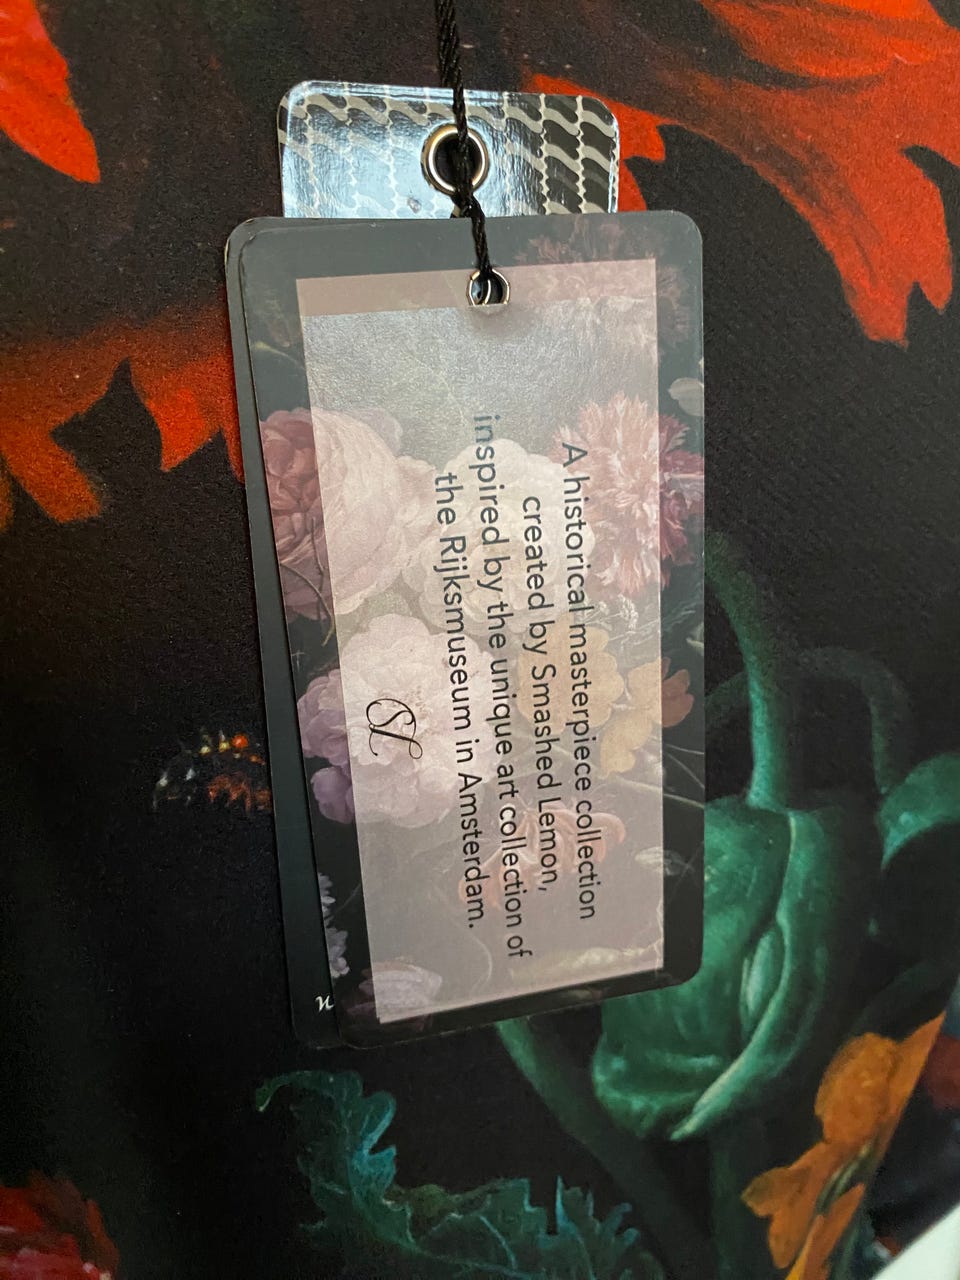 A historical masterpiece collection
created by Smashed Lemon,
inspired by the unique art collection of
the Rijksmuseum in Amsterdam.
SL